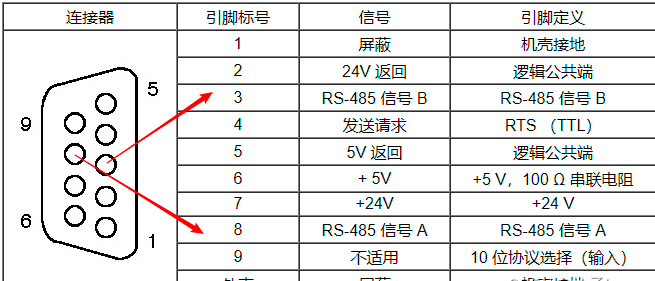 连接器 引脚标号 信号 引脚定义
1 屏蔽 机壳接地
2 24V 返回 逻辑公共端
3 RS-485 信号 B RS-485 信号 B
4 发送请求 RTS （TTL）
5 5V 返回 逻辑公共端
6 + 5V +5 V，100 Ω 串联电阻
7 +24V +24 V
8 RS-485 信号 A RS-485 信号 A
9 不适用 10 位协议选择（输入）
5
9
6
1